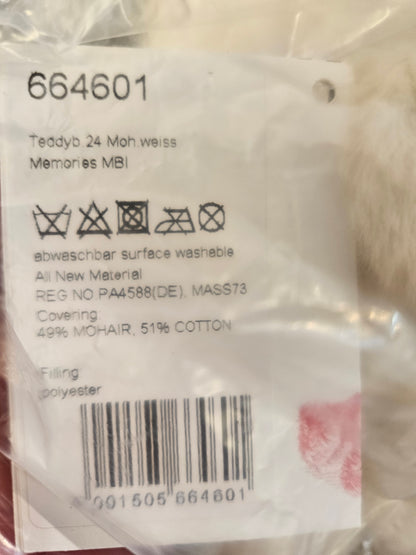 664601
Teddyb.24 Moh.weiss
Memories MBI
abwaschbar surface washable
All New Material
REG NO.PA4588(DE), MASS73
Covering:
49% MOHAIR, 51% COTTON
Filling:
polyester
001505 664601